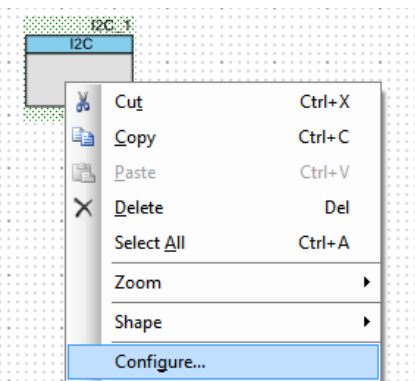 I2C_1
I2C
Cut Ctrl+X
Copy Ctrl+C
Paste Ctrl+V
Delete Del
Select All Ctrl+A
Zoom
Shape
Configure...